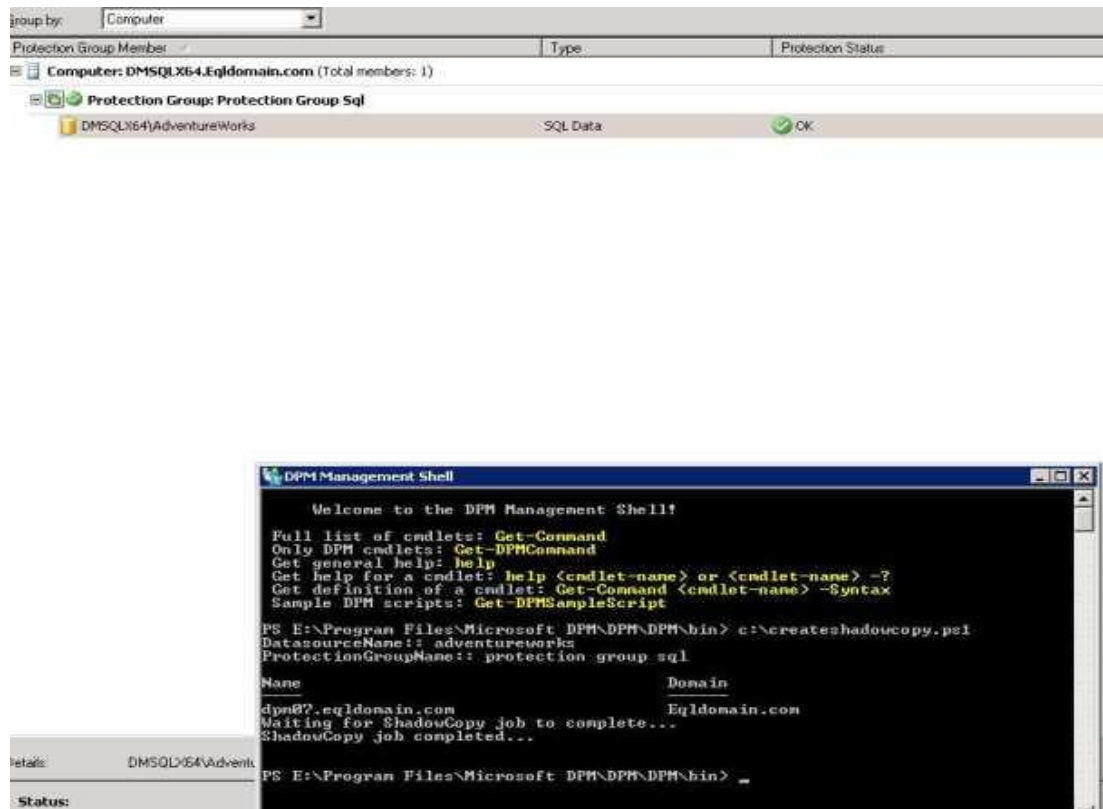 Group by: Computer
Protection Group Member Type Protection Status
Computer: DMSQLX64.Eqldomain.com (Total members: 1)
Protection Group: Protection Group Sql
DMSQLX64\AdventureWorks SQL Data OK
DPM Management Shell
Welcome to the DPM Management Shell!
Full list of cmdlets: Get-Command
Only DPM cmdlets: Get-DPMCommand
Get general help: help
Get help for a cmdlet: help <cmdlet-name> or <cmdlet-name> -?
Get definition of a cmdlet: Get-Command <cmdlet-name> -Syntax
Sample DPM scripts: Get-DPMSampleScript
PS E:\Program Files\Microsoft DPM\DPM\DPM\bin> c:\createshadowcopy.ps1
DatasourceName:: adventureworks
ProtectionGroupName:: protection group sql
Name Domain
dpm07.eqldomain.com Eqldomain.com
Waiting for ShadowCopy job to complete...
ShadowCopy job completed...
PS E:\Program Files\Microsoft DPM\DPM\DPM\bin> _
Details: DMSQLX64\Advent
Status: